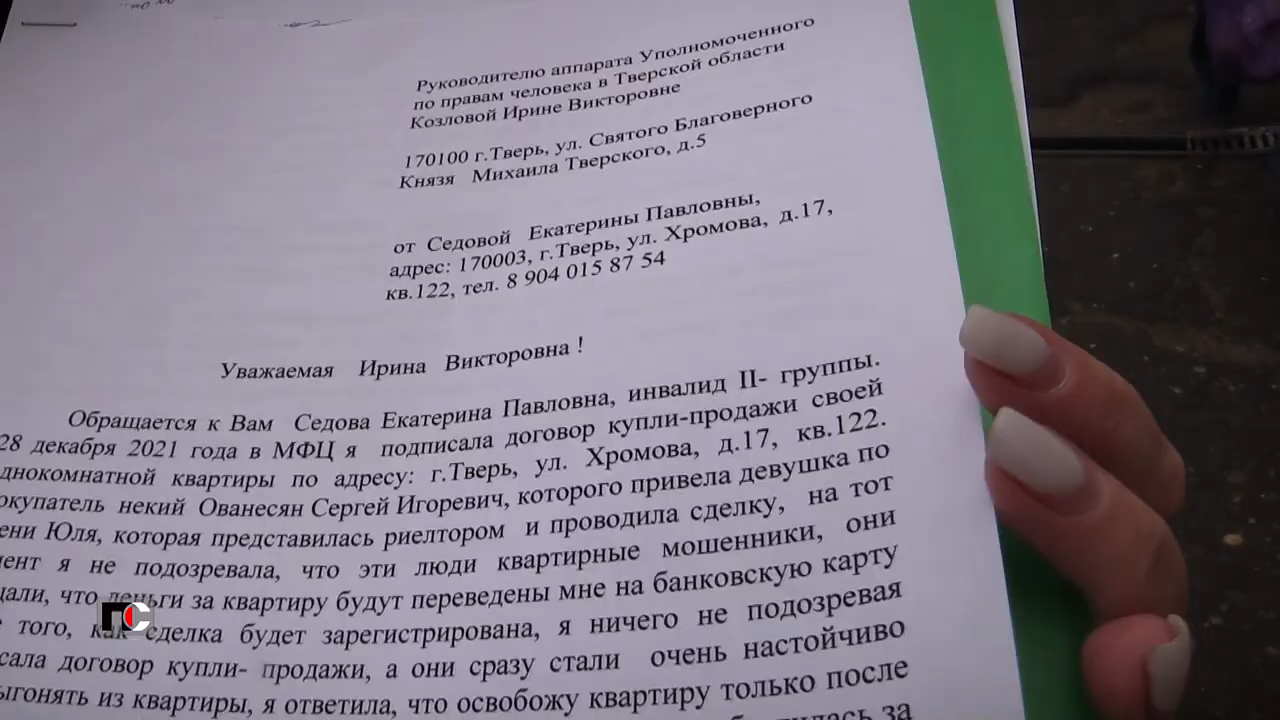 Руководителю аппарата Уполномоченного
по правам человека в Тверской области
Козловой Ирине Викторовне
170100 г.Тверь, ул. Святого Благоверного
Князя Михаила Тверского, д.5
от Седовой Екатерины Павловны,
адрес: 170003, г.Тверь, ул. Хромова, д.17,
кв.122, тел. 8 904 015 87 54
Уважаемая Ирина Викторовна !
Обращается к Вам Седова Екатерина Павловна, инвалид II- группы.
28 декабря 2021 года в МФЦ я подписала договор купли-продажи своей
днокомнатной квартиры по адресу: г.Тверь, ул. Хромова, д.17, кв.122.
окупатель некий Ованесян Сергей Игоревич, которого привела девушка по
ени Юля, которая представилась риелтором и проводила сделку, на тот
мент я не подозревала, что эти люди квартирные мошенники, они
щали, что деньги за квартиру будут переведены мне на банковскую карту
е того, как сделка будет зарегистрирована, я ничего не подозревая
сала договор купли- продажи, а они сразу стали очень настойчиво
ыгонять из квартиры, я ответила, что освобожу квартиру только после
за
ПС